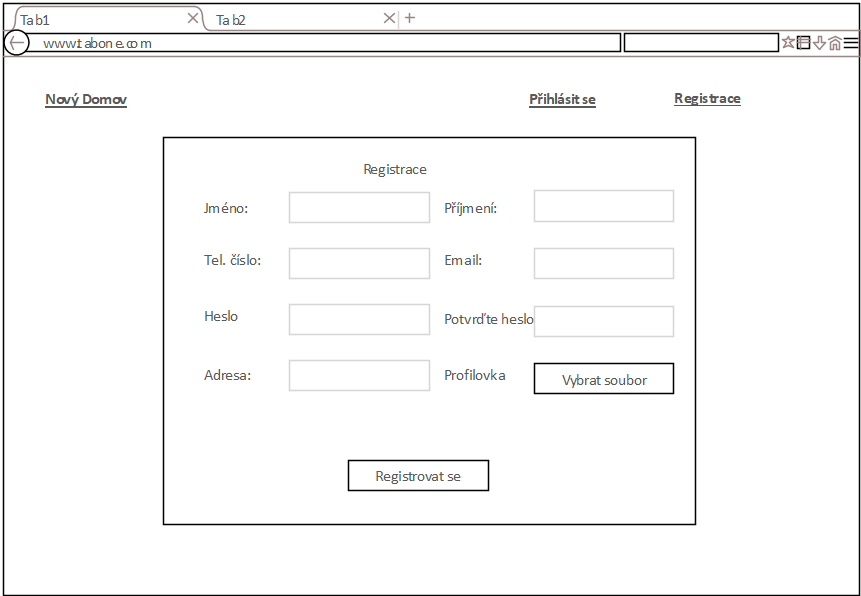 Tab1
Tab2
www.tabone.com
Nový Domov
Přihlásit se
Registrace
Registrace
Jméno:
Příjmení:
Tel. číslo:
Email:
Heslo
Potvrďte heslo
Adresa:
Profilovka
Vybrat soubor
Registrovat se